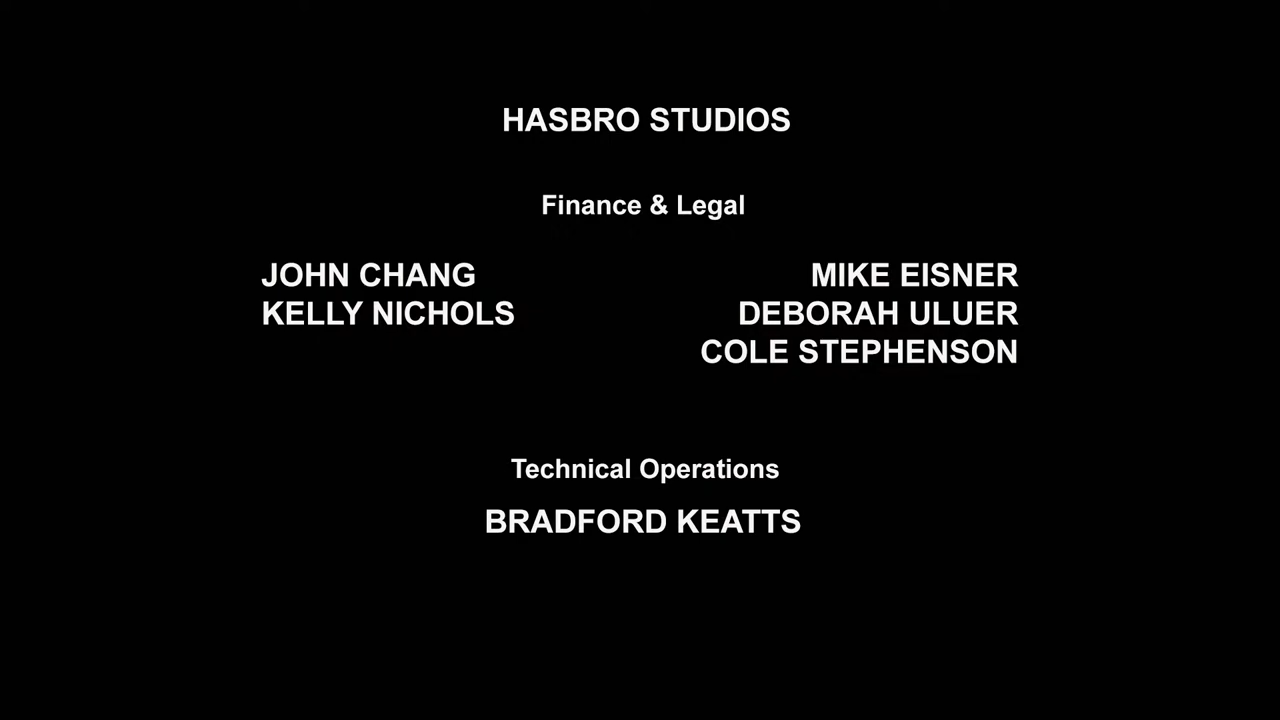 HASBRO STUDIOS
Finance & Legal
JOHN CHANG MIKE EISNER
KELLY NICHOLS DEBORAH ULUER
COLE STEPHENSON
Technical Operations
BRADFORD KEATTS